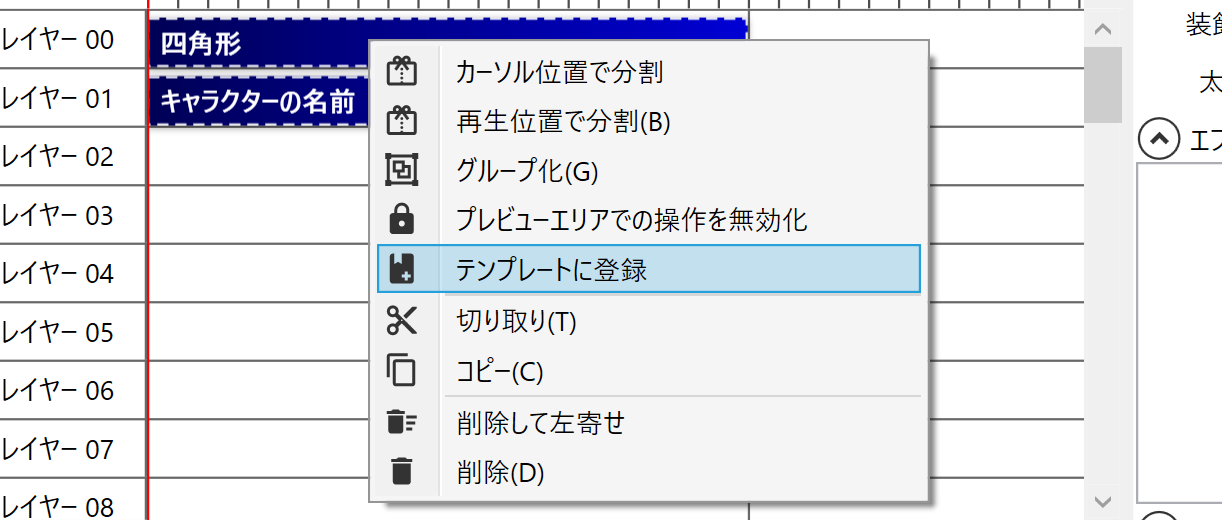 レイヤー 00
四角形
レイヤー 01
キャラクターの名前
レイヤー 02
レイヤー 03
レイヤー 04
レイヤー 05
レイヤー 06
レイヤー 07
レイヤー 08
カーソル位置で分割
再生位置で分割(B)
グループ化(G)
プレビューエリアでの操作を無効化
テンプレートに登録
切り取り(T)
コピー(C)
削除して左寄せ
削除(D)
太